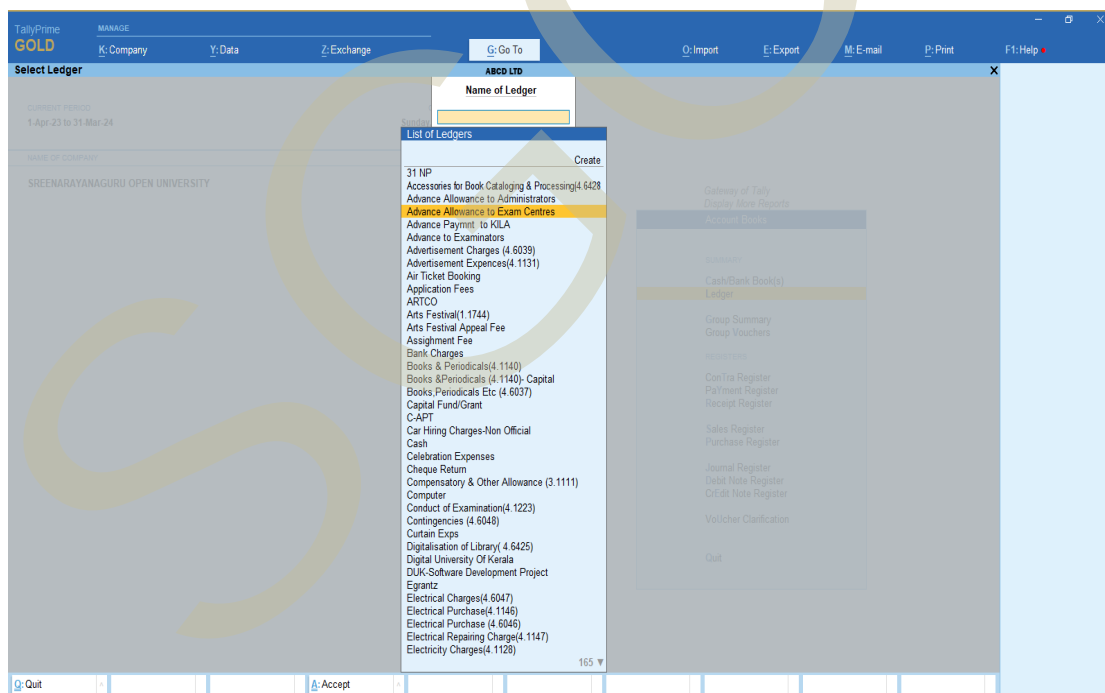 TallyPrime
GOLD
MANAGE
K: Company
Y: Data
Z: Exchange
G: Go To
O: Import
E: Export
M: E-mail
P: Print
F1: Help
Select Ledger
ABCD LTD
X
CURRENT PERIOD
1-Apr-23 to 31-Mar-24
Sunday
NAME OF COMPANY
SREENARAYANAGURU OPEN UNIVERSITY
Name of Ledger
List of Ledgers
Create
31 NP
Accessories for Book Cataloging & Processing(4.6428
Advance Allowance to Administrators
Advance Allowance to Exam Centres
Advance Paymnt to KILA
Advance to Examinators
Advertisement Charges (4.6039)
Advertisement Expences(4.1131)
Air Ticket Booking
Application Fees
ARTCO
Arts Festival(1.1744)
Arts Festival Appeal Fee
Assighment Fee
Bank Charges
Books & Periodicals(4.1140)
Books &Periodicals (4.1140)- Capital
Books,Periodicals Etc (4.6037)
Capital Fund/Grant
C-APT
Car Hiring Charges-Non Official
Cash
Celebration Expenses
Cheque Return
Compensatory & Other Allowance (3.1111)
Computer
Conduct of Examination(4.1223)
Contingencies (4.6048)
Curtain Exps
Digitalisation of Library( 4.6425)
Digital University Of Kerala
DUK-Software Development Project
Egrantz
Electrical Charges(4.6047)
Electrical Purchase(4.1146)
Electrical Purchase (4.6046)
Electrical Repairing Charge(4.1147)
Electricity Charges(4.1128)
165 ▼
Gateway of Tally
Display More Reports
Account Books
SUMMARY
Cash/Bank Book(s)
Ledger
Group Summary
Group Vouchers
REGISTERS
ConTra Register
PaYment Register
Receipt Register
Sales Register
Purchase Register
Journal Register
Debit Note Register
CrEdit Note Register
VoUcher Clarification
Quit
Q: Quit
A: Accept
SGO